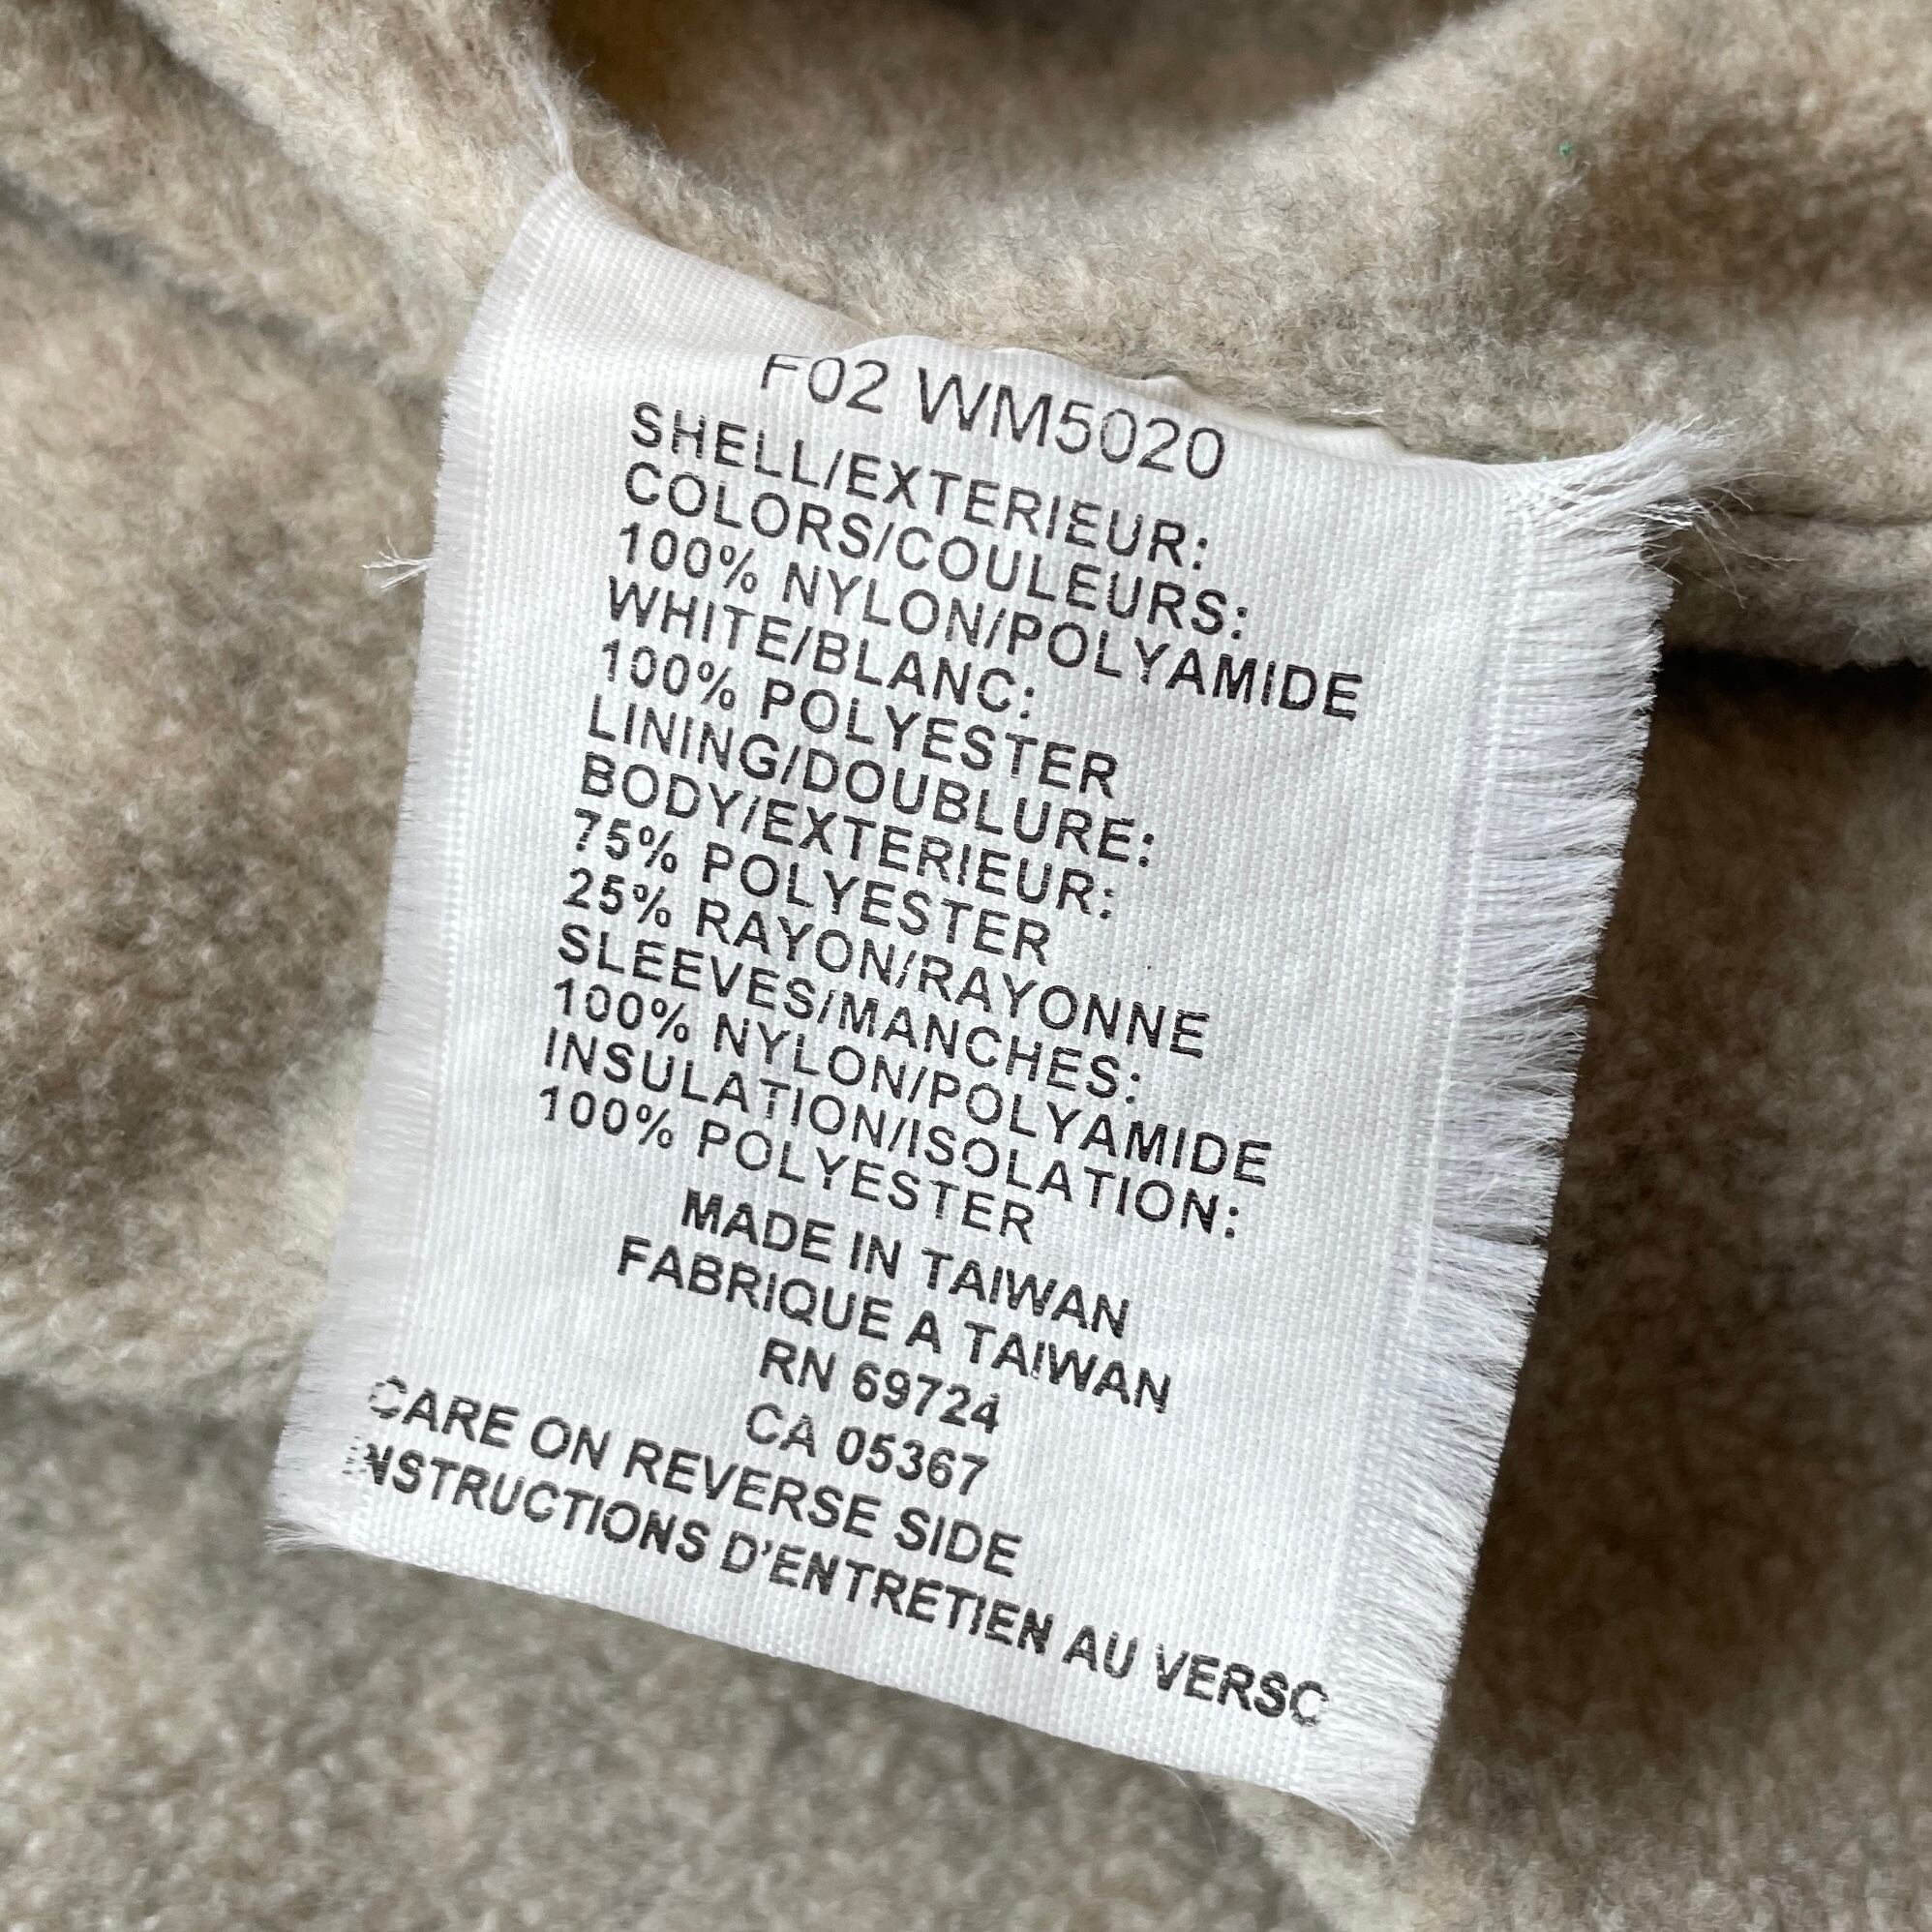 F02 WM5020
SHELL/EXTERIEUR:
COLORS/COULEURS:
100% NYLON/POLYAMIDE
WHITE/BLANC:
100% POLYESTER
LINING/DOUBLURE:
BODY/EXTERIEUR:
75% POLYESTER
25% RAYON/RAYONNE
SLEEVES/MANCHES:
100% NYLON/POLYAMIDE
INSULATION/ISOLATION:
100% POLYESTER
MADE IN TAIWAN
FABRIQUE A TAIWAN
RN 69724
CA 05367
CARE ON REVERSE SIDE
INSTRUCTIONS D'ENTRETIEN AU VERSO